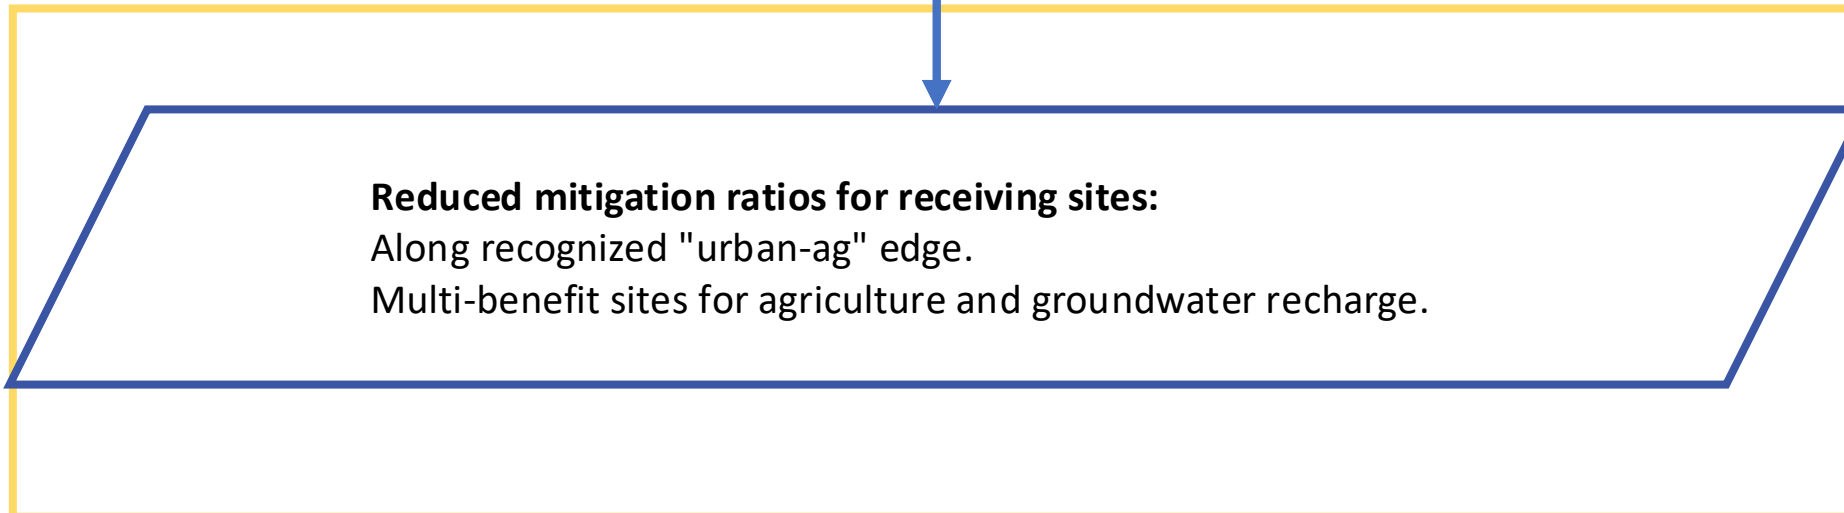 Reduced mitigation ratios for receiving sites:
Along recognized "urban-ag" edge.
Multi-benefit sites for agriculture and groundwater recharge.